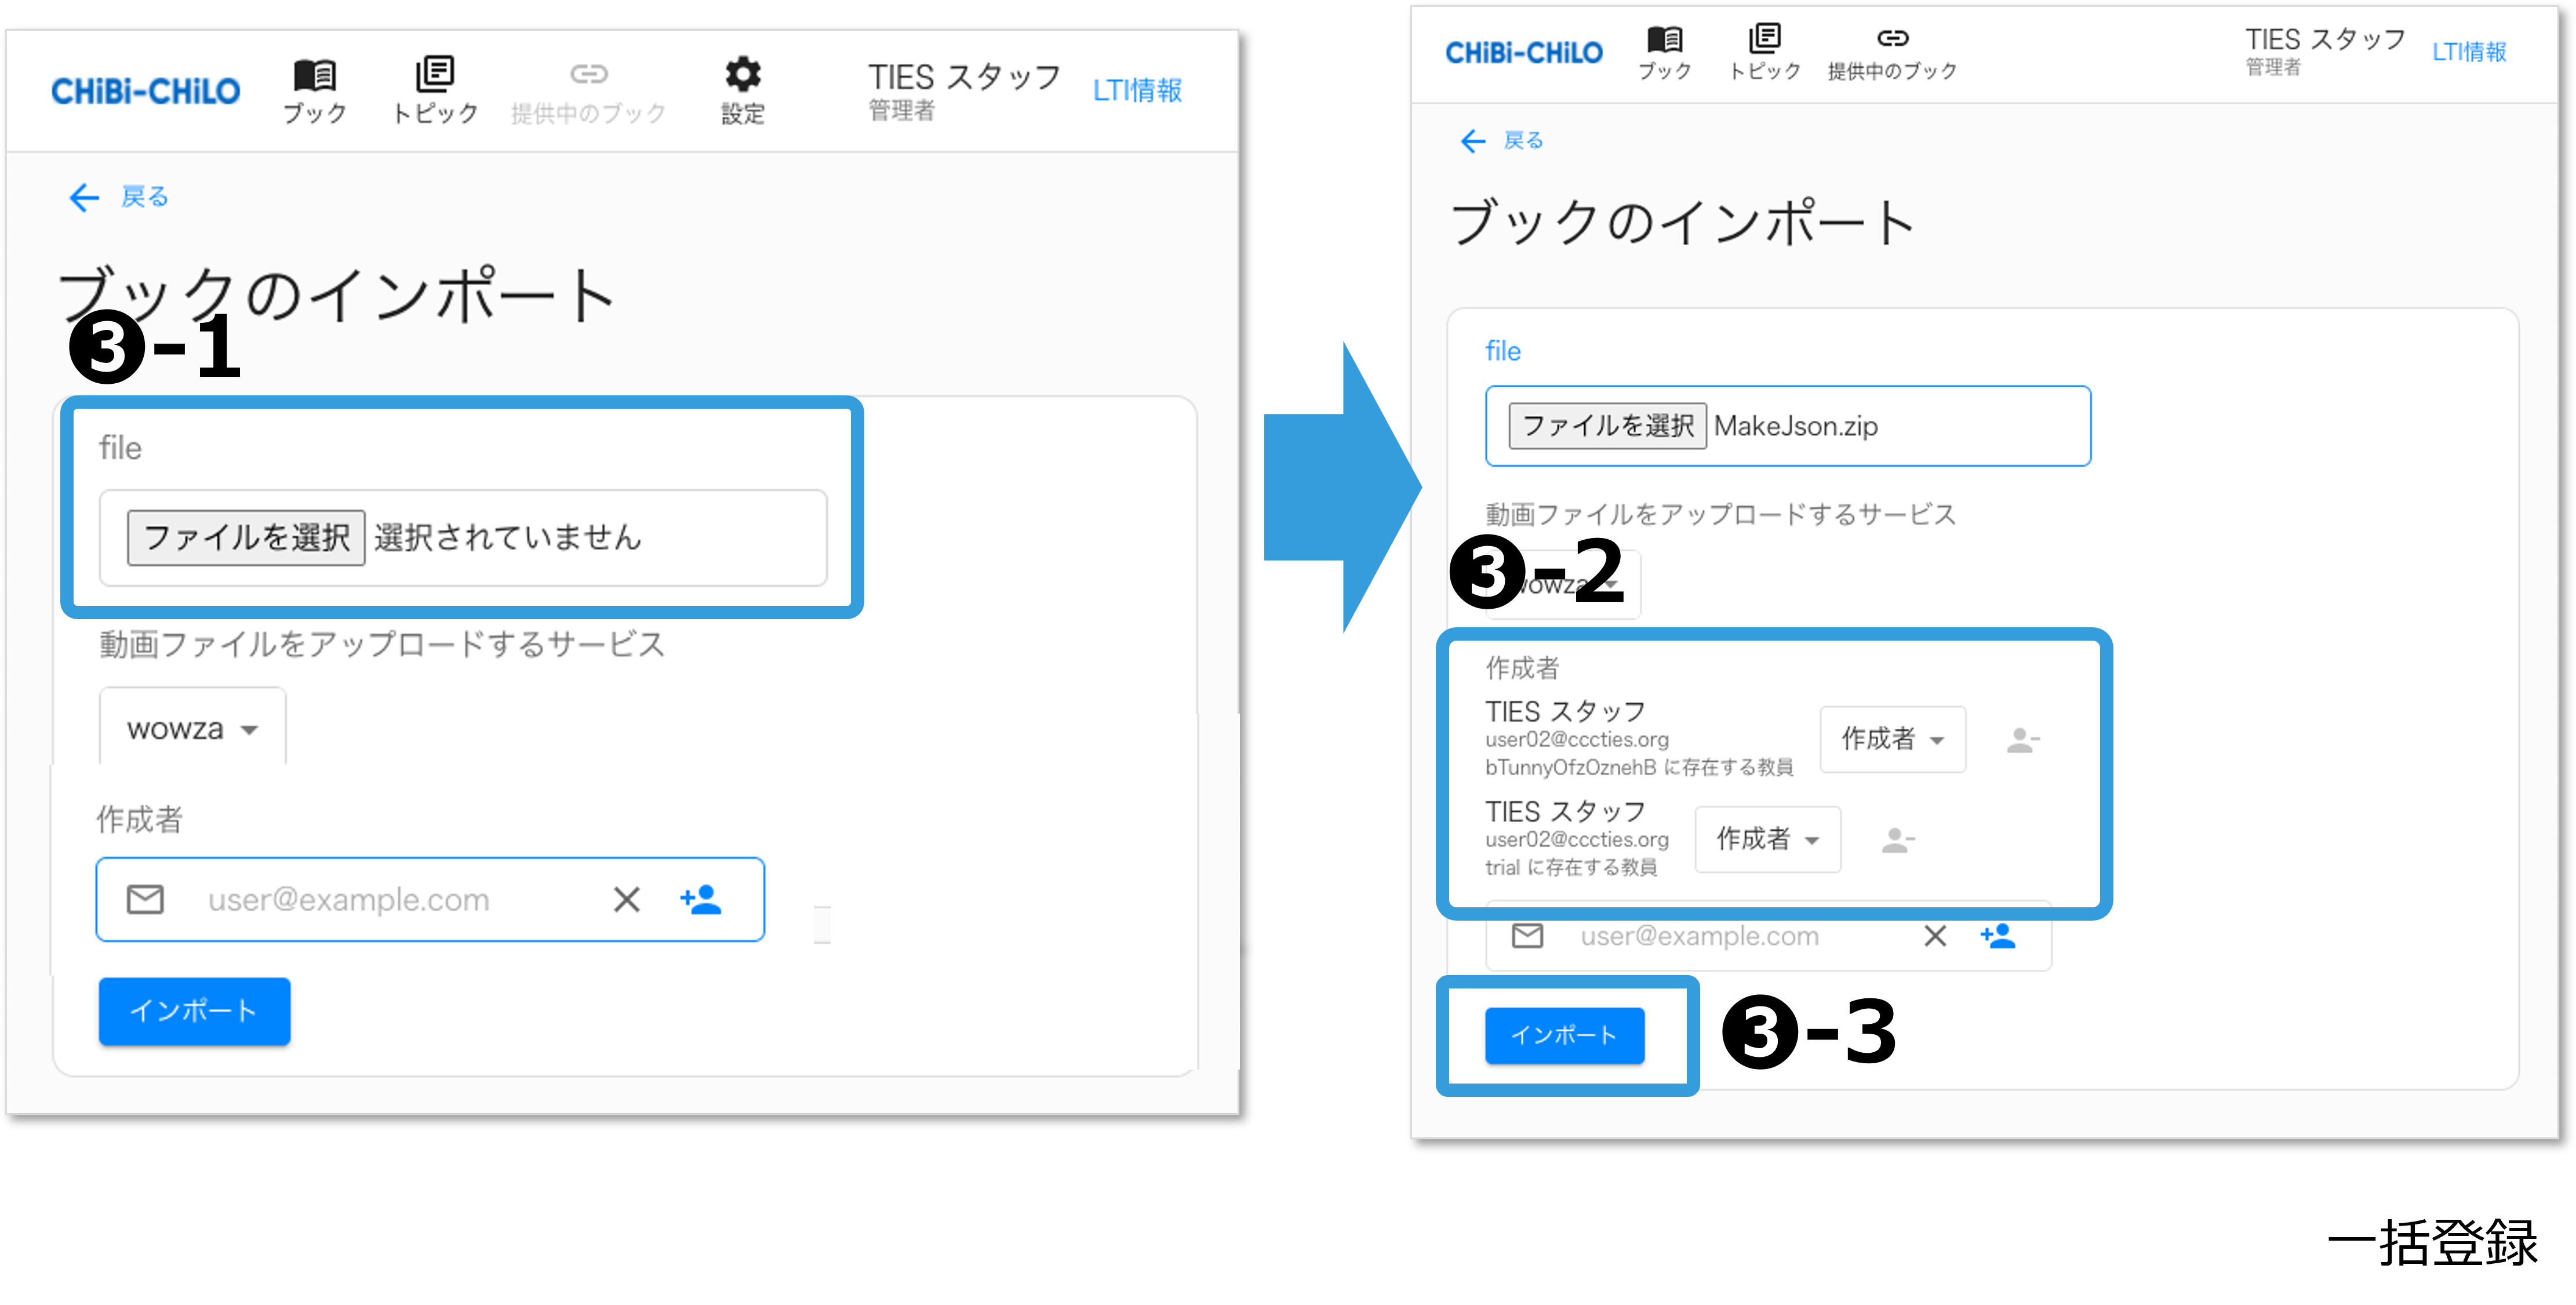 CHiBi-CHiLO
ブック
トピック
提供中のブック
設定
TIES スタッフ
管理者
LTI情報
戻る
ブックのインポート
❸-1
file
ファイルを選択 選択されていません
動画ファイルをアップロードするサービス
wowza
作成者
user@example.com
インポート
CHiBi-CHiLO
ブック
トピック
提供中のブック
TIES スタッフ
管理者
LTI情報
戻る
ブックのインポート
file
ファイルを選択 MakeJson.zip
動画ファイルをアップロードするサービス
❸-2
wowza
作成者
TIES スタッフ
user02@cccties.org
bTunnyOfzOznehB に存在する教員
作成者
TIES スタッフ
user02@cccties.org
trial に存在する教員
作成者
user@example.com
インポート
❸-3
一括登録